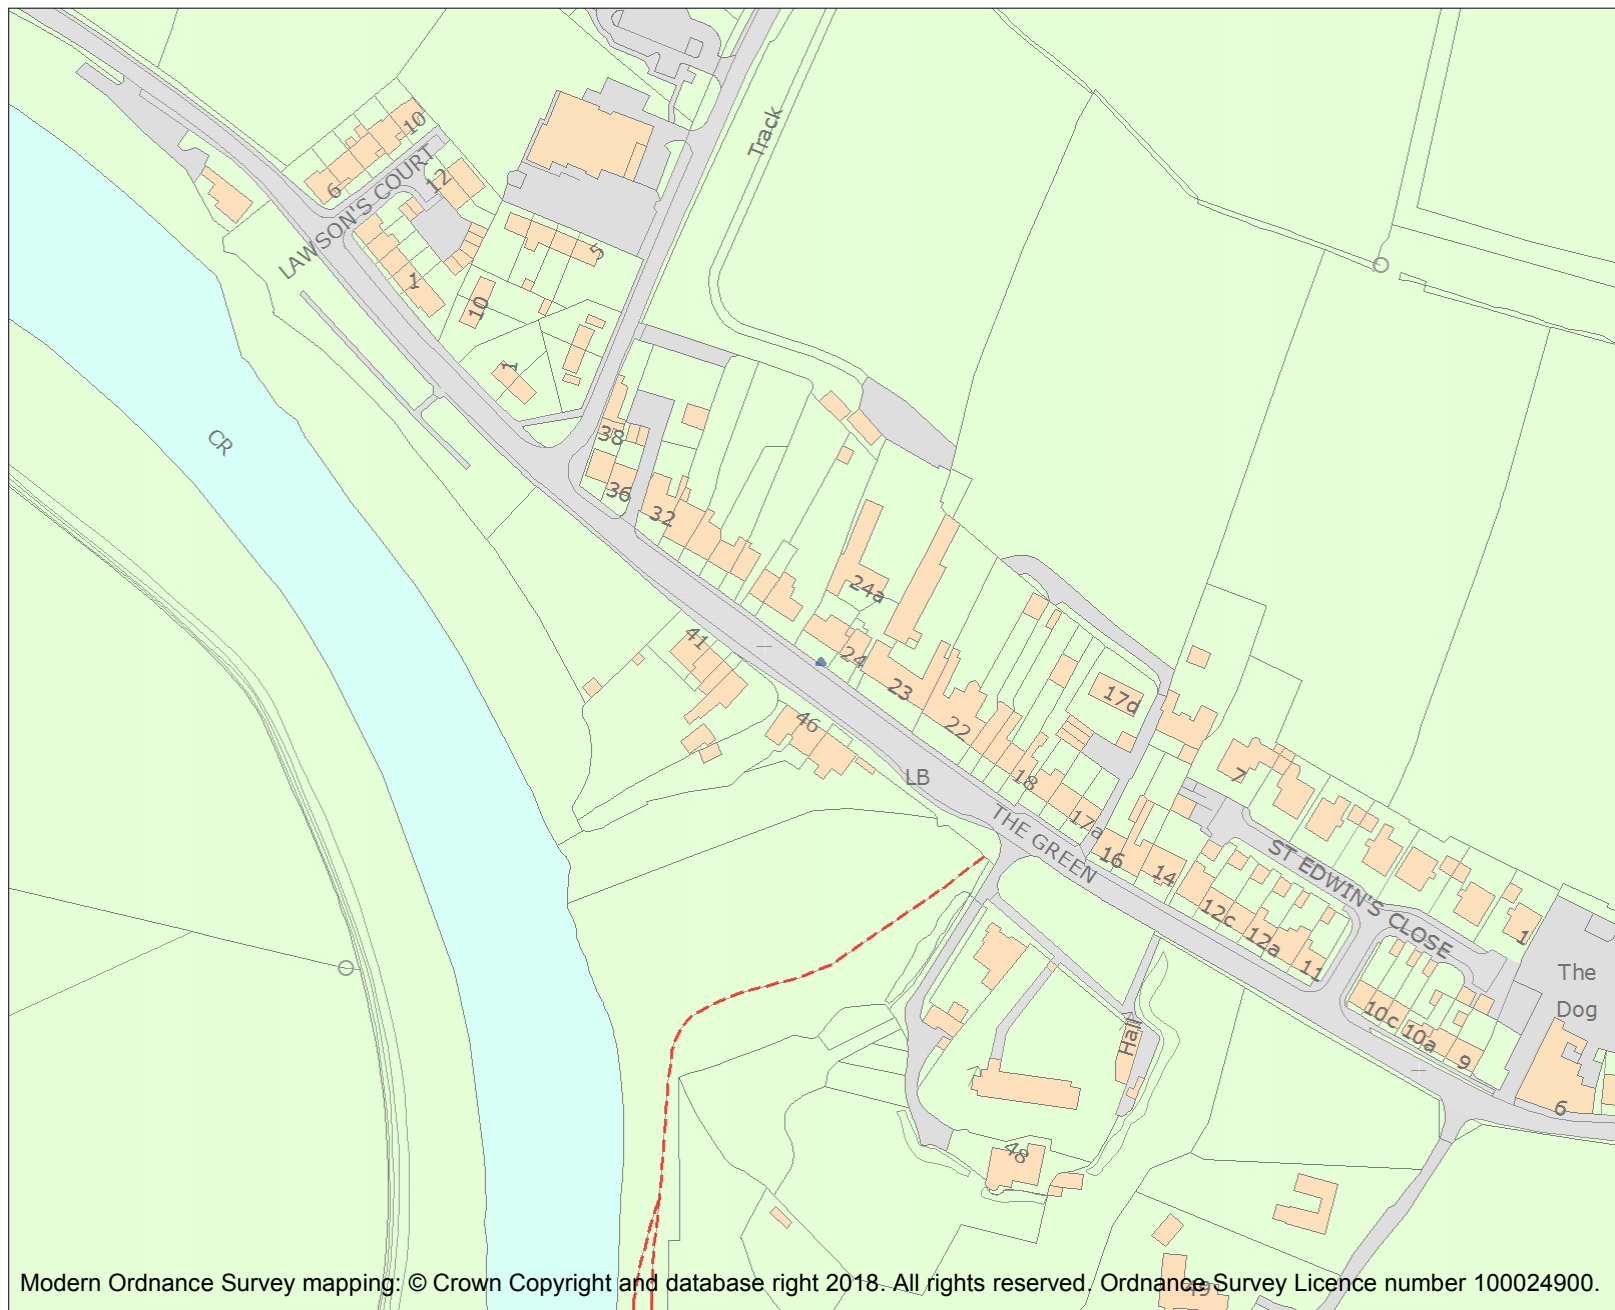 Track
10
6
12
LAWSON'S COURT
5
1
10
1
CR
38
36
32
24a
41
24
23
17d
46
22
7
LB
18
THE GREEN
17a
16
14
ST EDWIN'S CLOSE
12c
12a
11
1
The
Dog
10c
10a
9
Hall
6
48
49
Modern Ordnance Survey mapping: © Crown Copyright and database right 2018. All rights reserved. Ordnance Survey Licence number 100024900.